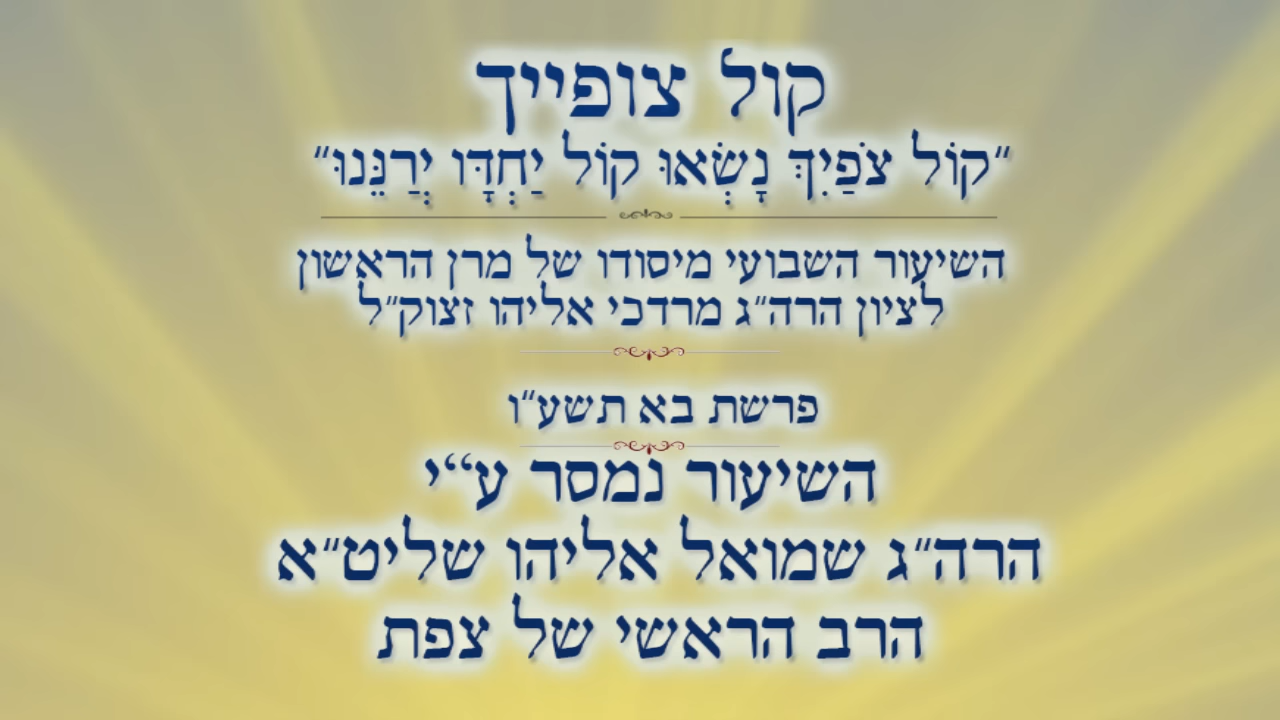 קול צופייך
"קוֹל צֹפַיִךְ נָשְׂאוּ קוֹל יַחְדָּו יְרַנֵּנוּ"
השיעור השבועי מיסודו של מרן הראשון
לציון הרה"ג מרדכי אליהו זצוק"ל
פרשת בא תשע"ו
השיעור נמסר ע"י
הרה"ג שמואל אליהו שליט"א
הרב הראשי של צפת